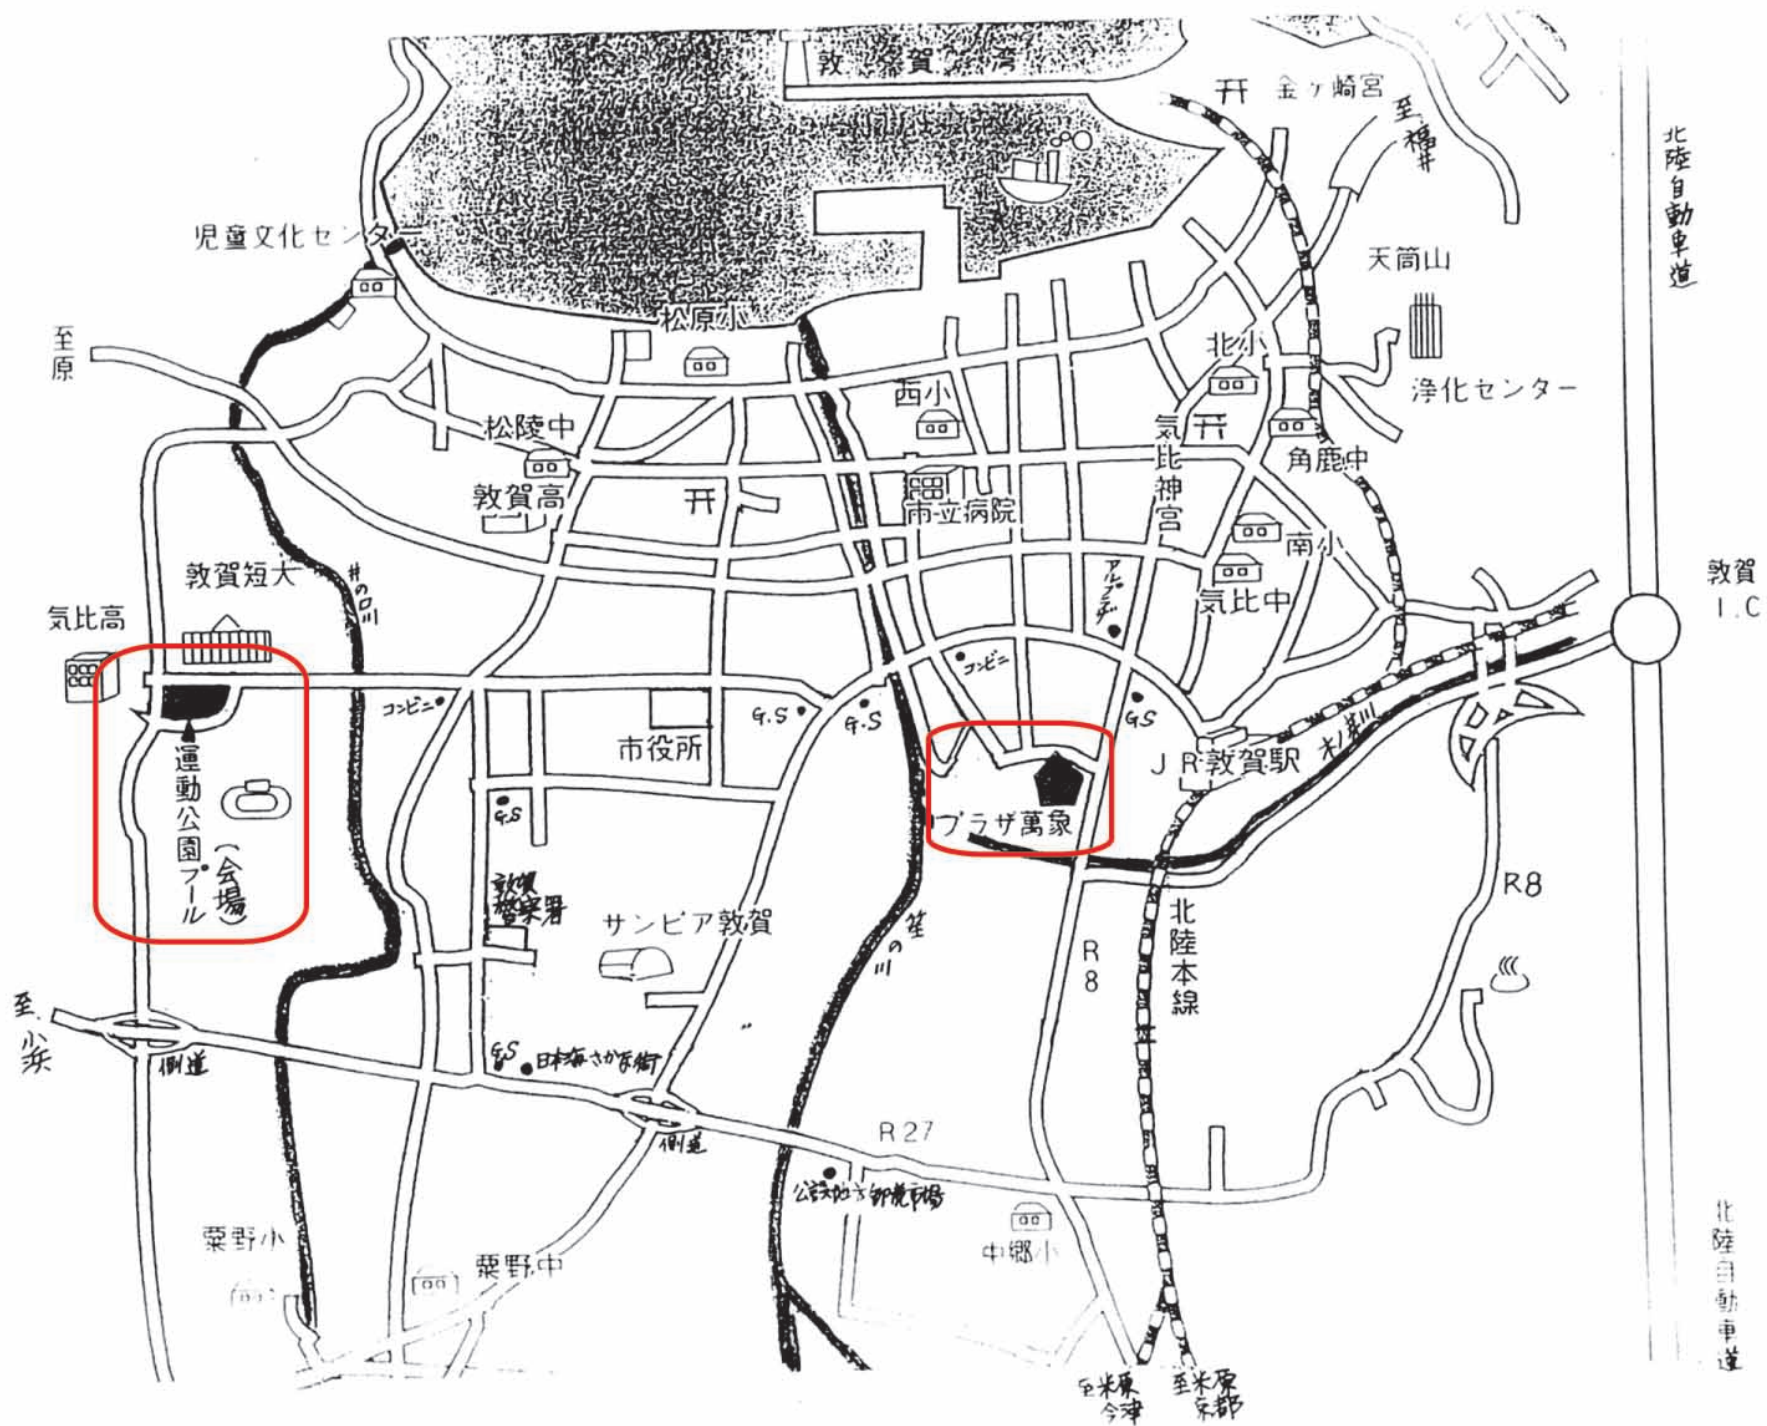 敦賀湾
金ヶ崎宮
至福井
北陸自動車道
児童文化センター
天筒山
松原小
至原
北小
西小
浄化センター
松陵中
気比神宮
角鹿中
敦賀高
市立病院
南小
敦賀短大
井の口川
気比中
敦賀
I.C
気比高
コンビニ
コンビニ
G.S
G.S
G.S
市役所
JR敦賀駅
木ノ芽川
運動公園プール
(会場)
プラザ萬象
G.S
敦賀
警察署
サンピア敦賀
笙の川
R8
北陸本線
R8
至小浜
側道
G.S
日本海さかな街
側道
R27
公設地方卸売市場
粟野小
粟野中
中郷小
北陸自動車道
至米原
今津
至米原
京都